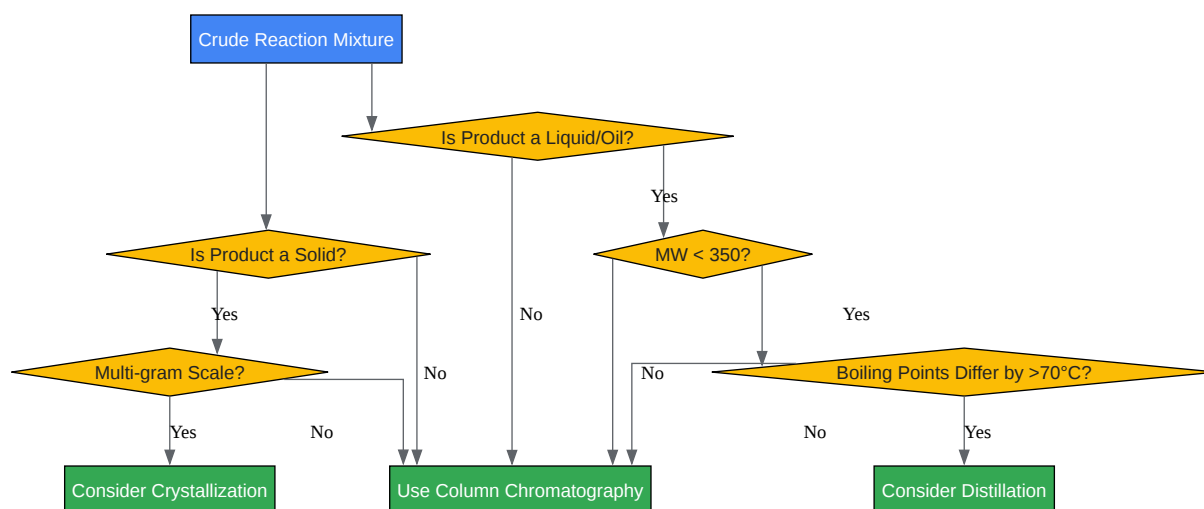 Crude Reaction Mixture
Is Product a Liquid/Oil?
Yes
Is Product a Solid?
MW < 350?
Yes
No
Yes
Multi-gram Scale?
No
No
Boiling Points Differ by >70°C?
Yes
No
No
Yes
Consider Crystallization
Use Column Chromatography
Consider Distillation